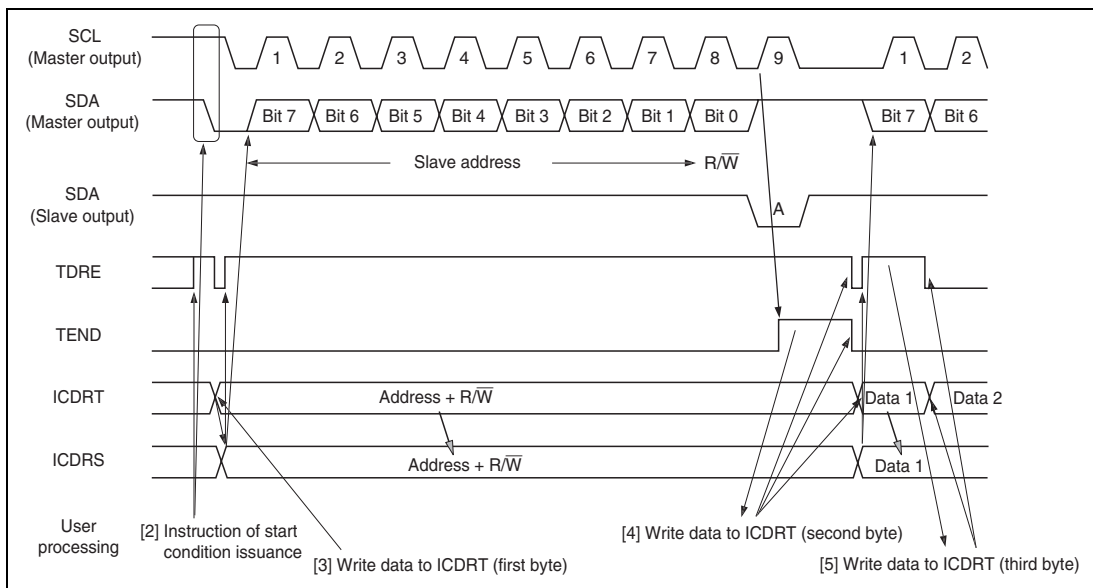 SCL
(Master output)
1 2 3 4 5 6 7 8 9 1 2
SDA
(Master output)
Bit 7 Bit 6 Bit 5 Bit 4 Bit 3 Bit 2 Bit 1 Bit 0 Bit 7 Bit 6
Slave address R/W̅
SDA
(Slave output)
A
TDRE
TEND
ICDRT
Address + R/W̅ Data 1 Data 2
ICDRS
Address + R/W̅ Data 1
User
processing
[2] Instruction of start
condition issuance
[3] Write data to ICDRT (first byte)
[4] Write data to ICDRT (second byte)
[5] Write data to ICDRT (third byte)